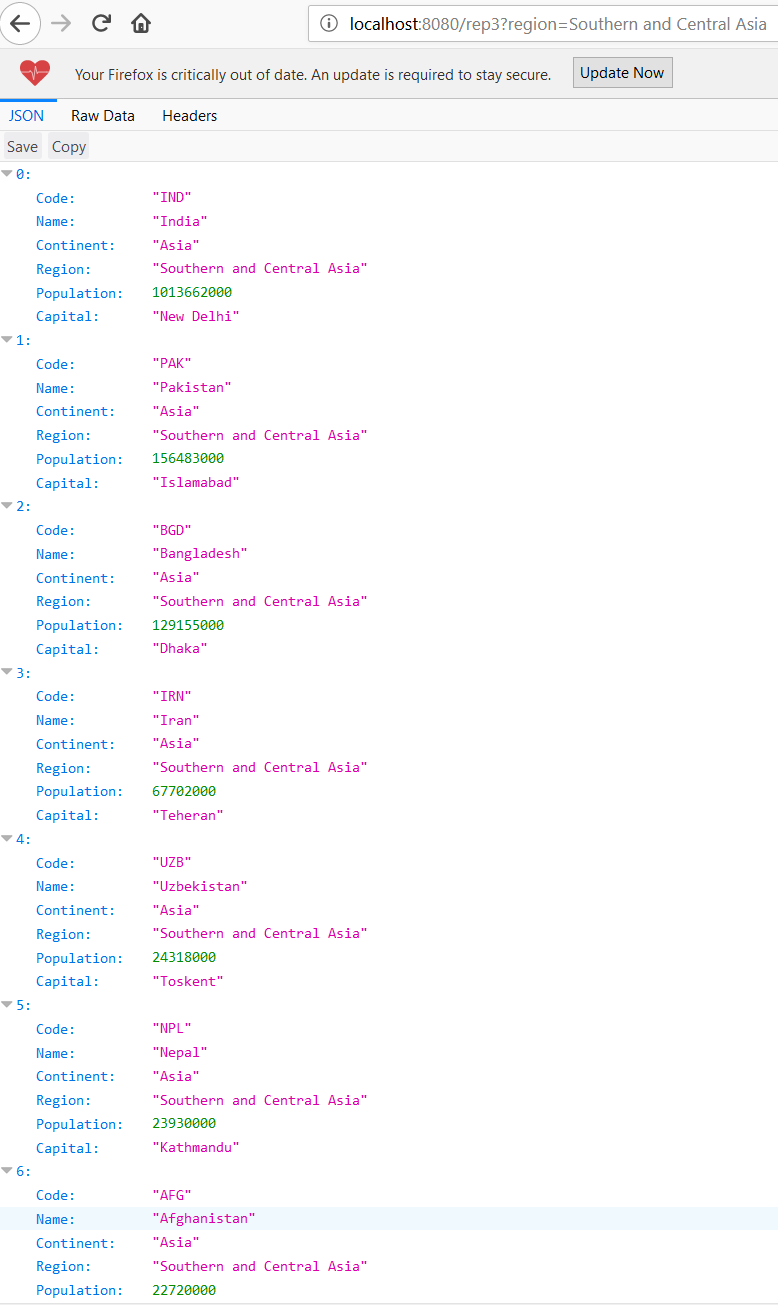 localhost:8080/rep3?region=Southern and Central Asia
Your Firefox is critically out of date. An update is required to stay secure. Update Now
JSON Raw Data Headers
Save Copy
0:
Code: "IND"
Name: "India"
Continent: "Asia"
Region: "Southern and Central Asia"
Population: 1013662000
Capital: "New Delhi"
1:
Code: "PAK"
Name: "Pakistan"
Continent: "Asia"
Region: "Southern and Central Asia"
Population: 156483000
Capital: "Islamabad"
2:
Code: "BGD"
Name: "Bangladesh"
Continent: "Asia"
Region: "Southern and Central Asia"
Population: 129155000
Capital: "Dhaka"
3:
Code: "IRN"
Name: "Iran"
Continent: "Asia"
Region: "Southern and Central Asia"
Population: 67702000
Capital: "Teheran"
4:
Code: "UZB"
Name: "Uzbekistan"
Continent: "Asia"
Region: "Southern and Central Asia"
Population: 24318000
Capital: "Toskent"
5:
Code: "NPL"
Name: "Nepal"
Continent: "Asia"
Region: "Southern and Central Asia"
Population: 23930000
Capital: "Kathmandu"
6:
Code: "AFG"
Name: "Afghanistan"
Continent: "Asia"
Region: "Southern and Central Asia"
Population: 22720000